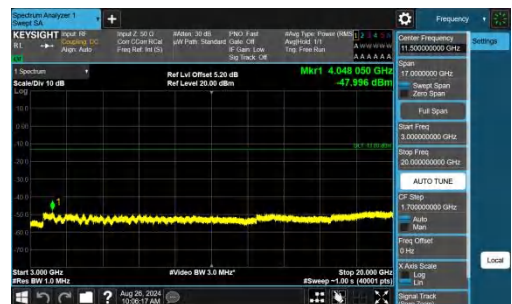 Spectrum Analyzer 1
Swept SA
+
Frequency
KEYSIGHT
Input: RF
Coupling: DC
Align: Auto
Input Z: 50 Ω
Corr CCorr RCal
Freq Ref: Int (S)
#Atten: 30 dB
µW Path: Standard
PNO: Fast
Gate: Off
IF Gain: Low
Sig Track: Off
#Avg Type: Power (RMS)
Avg|Hold: 1/1
Trig: Free Run
1 2 3 4 5 6
A W W W W W
A A A A A A
Center Frequency
11.500000000 GHz
Settings
Span
17.0000000 GHz
Swept Span
Zero Span
Full Span
Start Freq
3.000000000 GHz
Stop Freq
20.000000000 GHz
AUTO TUNE
CF Step
1.700000000 GHz
Auto
Man
Freq Offset
0 Hz
X Axis Scale
Log
Lin
Signal Track
Local
1 Spectrum
Scale/Div 10 dB
Log
Ref Lvl Offset 5.20 dB
Ref Level 20.00 dBm
Mkr1 4.048 050 GHz
-47.996 dBm
10.0
0.00
-10.0
-20.0
-30.0
-40.0
-50.0
-60.0
-70.0
1
Start 3.000 GHz
#Res BW 1.0 MHz
#Video BW 3.0 MHz*
Stop 20.000 GHz
#Sweep ~1.00 s (40001 pts)
?
Aug 26, 2024
10:06:17 AM